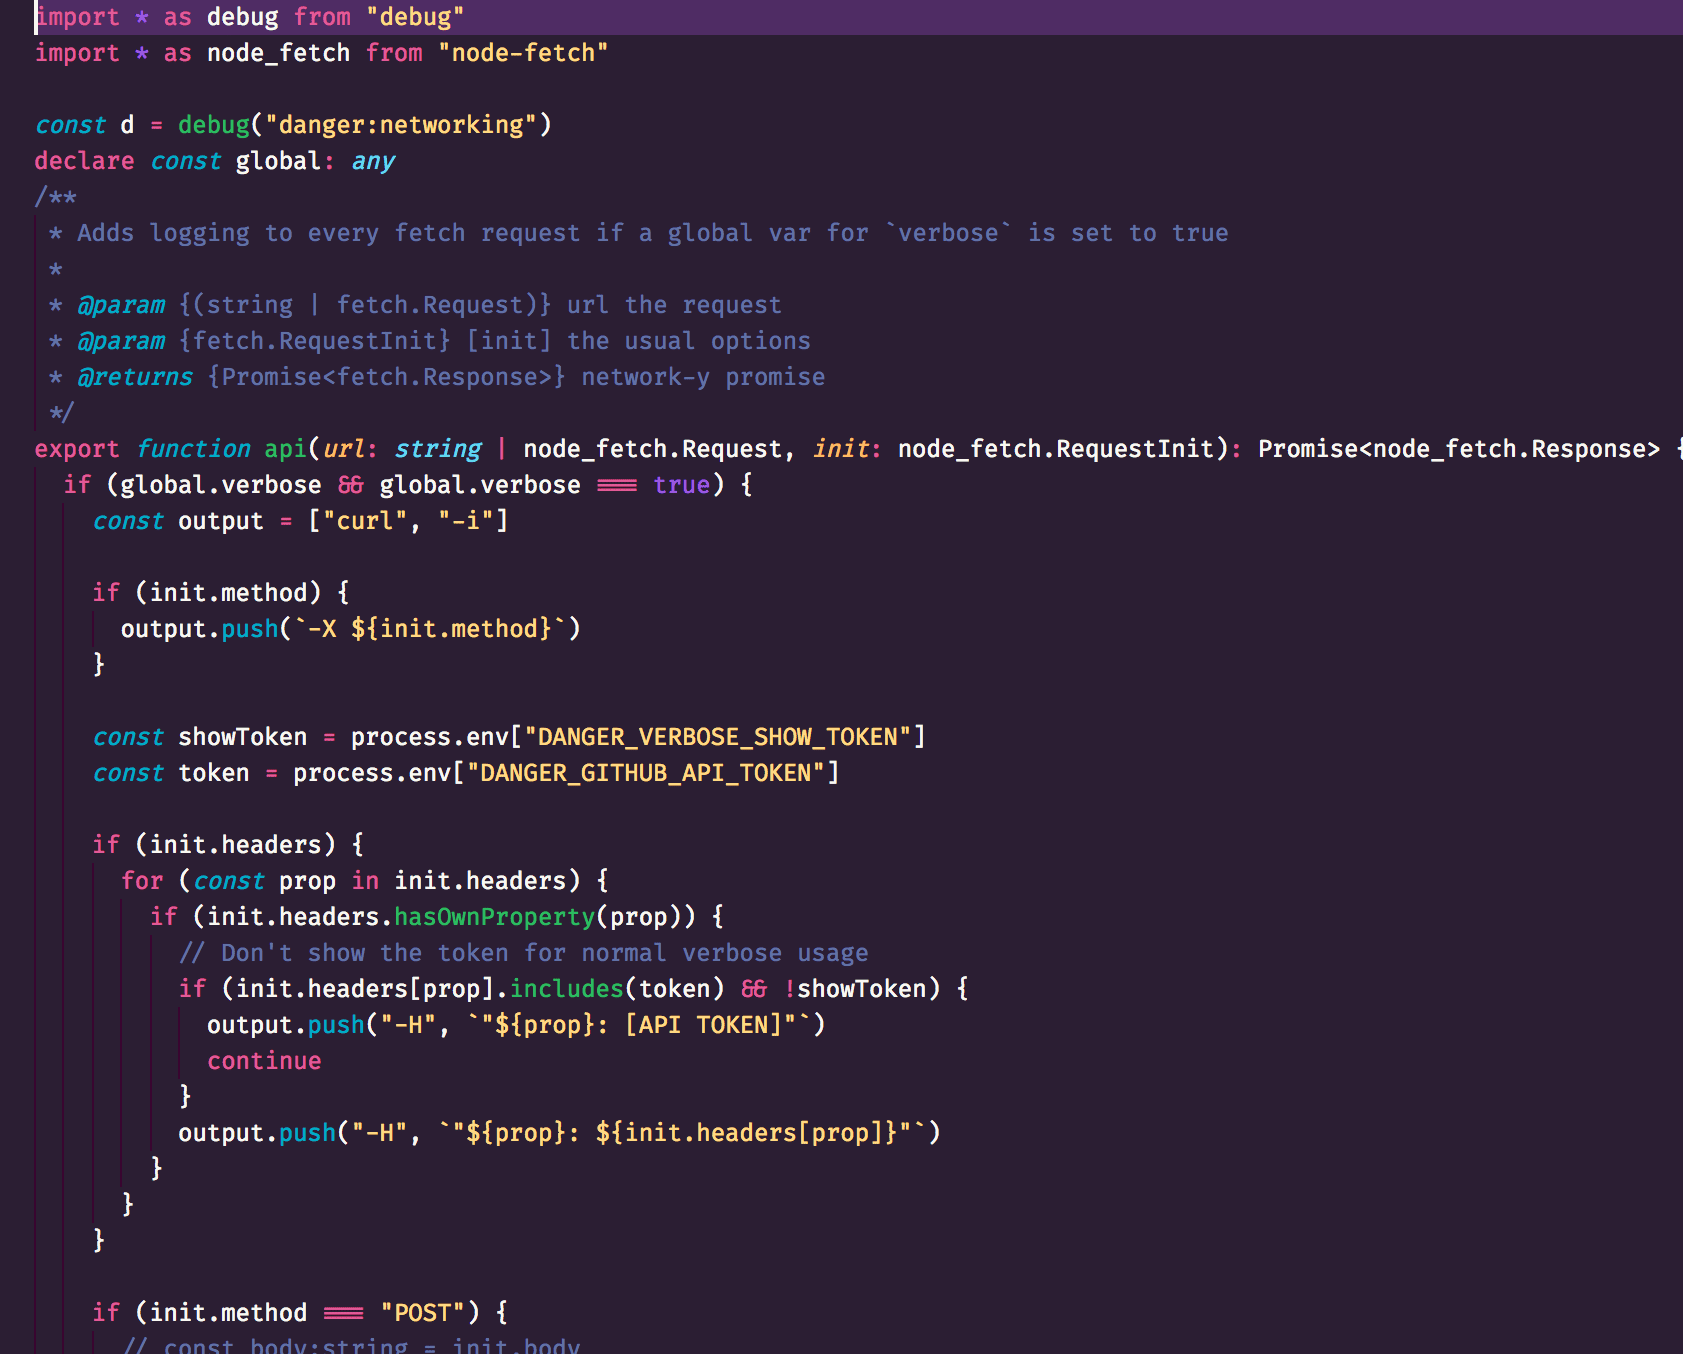 import * as debug from "debug"
import * as node_fetch from "node-fetch"

const d = debug("danger:networking")
declare const global: any
/**
 * Adds logging to every fetch request if a global var for `verbose` is set to true
 *
 * @param {(string | fetch.Request)} url the request
 * @param {fetch.RequestInit} [init] the usual options
 * @returns {Promise<fetch.Response>} network-y promise
 */
export function api(url: string | node_fetch.Request, init: node_fetch.RequestInit): Promise<node_fetch.Response> {
  if (global.verbose && global.verbose === true) {
    const output = ["curl", "-i"]

    if (init.method) {
      output.push(`-X ${init.method}`)
    }

    const showToken = process.env["DANGER_VERBOSE_SHOW_TOKEN"]
    const token = process.env["DANGER_GITHUB_API_TOKEN"]

    if (init.headers) {
      for (const prop in init.headers) {
        if (init.headers.hasOwnProperty(prop)) {
          // Don't show the token for normal verbose usage
          if (init.headers[prop].includes(token) && !showToken) {
            output.push("-H", `"${prop}: [API TOKEN]"`)
            continue
          }
          output.push("-H", `"${prop}: ${init.headers[prop]}"`)
        }
      }
    }

    if (init.method === "POST") {
      // const body:string = init.body